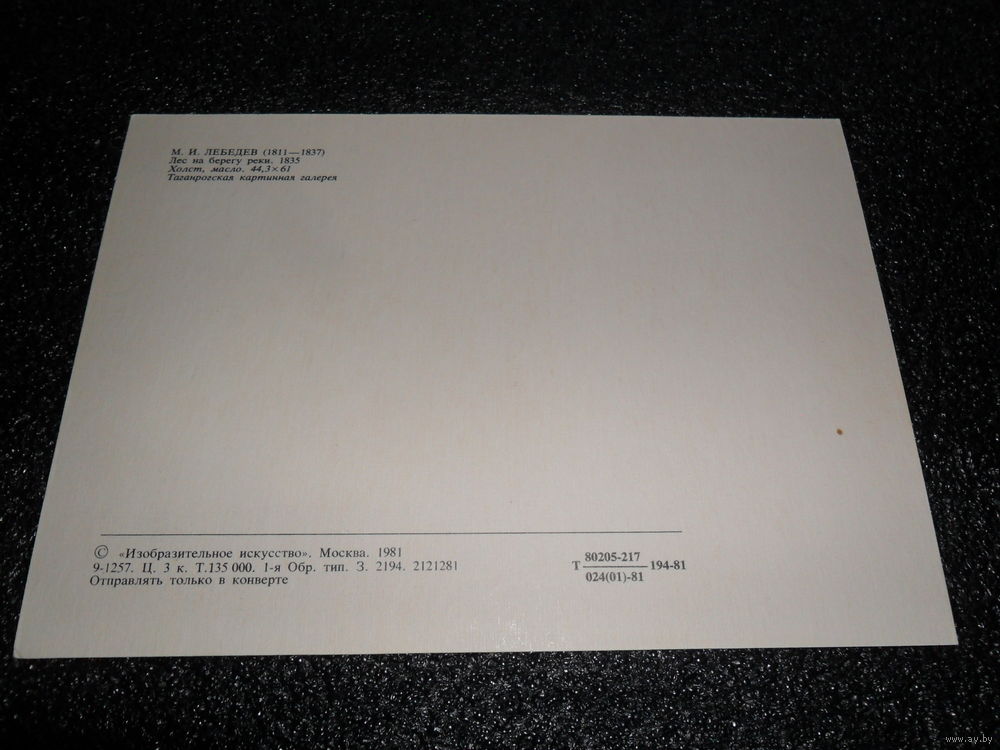 М. И. ЛЕБЕДЕВ (1811—1837)
Лес на берегу реки. 1835
Холст, масло. 44,3×61
Таганрогская картинная галерея
© «Изобразительное искусство». Москва. 1981
9-1257. Ц. 3 к. Т.135 000. 1-я Обр. тип. З. 2194. 2121281
Отправлять только в конверте
80205-217
Т 194-81
024(01)-81
www.ay.by